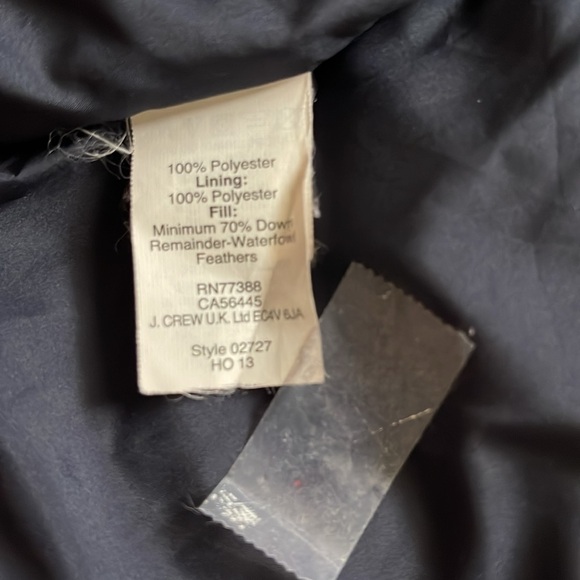 100% Polyester
Lining:
100% Polyester
Fill:
Minimum 70% Down
Remainder-Waterfowl
Feathers
RN77388
CA56445
J. CREW U.K. Ltd EC4V 6JA
Style 02727
HO 13